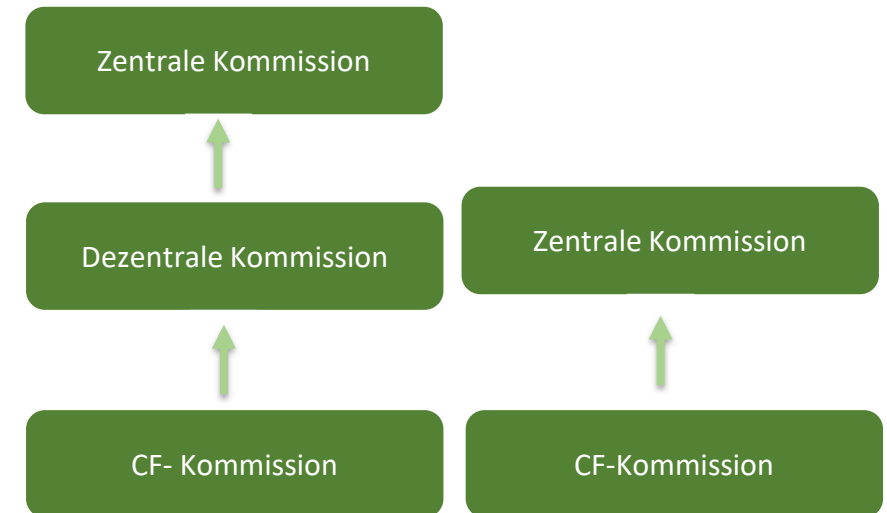 Zentrale Kommission
Dezentrale Kommission
Zentrale Kommission
CF- Kommission
CF-Kommission